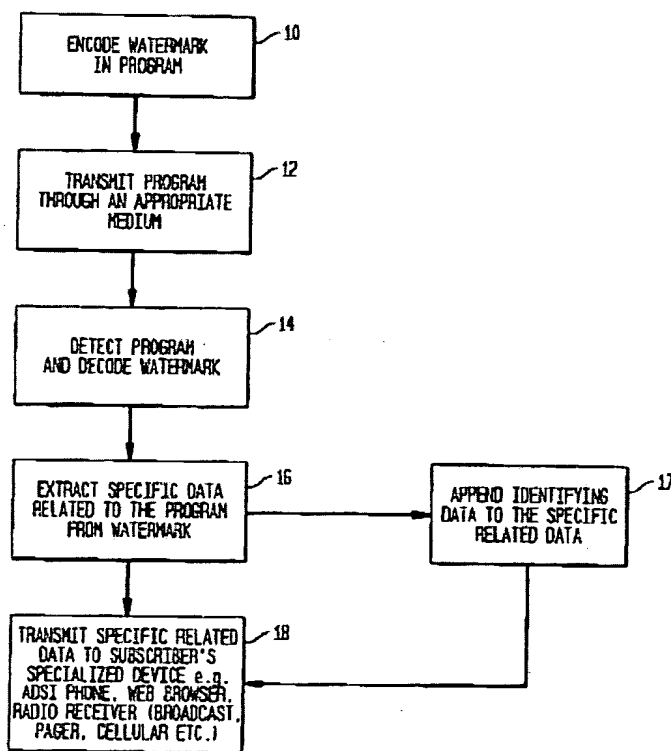 ENCODE WATERMARK
IN PROGRAM
10
TRANSMIT PROGRAM
THROUGH AN APPROPRIATE
MEDIUM
12
DETECT PROGRAM
AND DECODE WATERMARK
14
EXTRACT SPECIFIC DATA
RELATED TO THE PROGRAM
FROM WATERMARK
16
APPEND IDENTIFYING
DATA TO THE SPECIFIC
RELATED DATA
17
TRANSMIT SPECIFIC RELATED
DATA TO SUBSCRIBER'S
SPECIALIZED DEVICE e.g.
ADSI PHONE, WEB BROWSER,
RADIO RECEIVER (BROADCAST,
PAGER, CELLULAR ETC.)
18